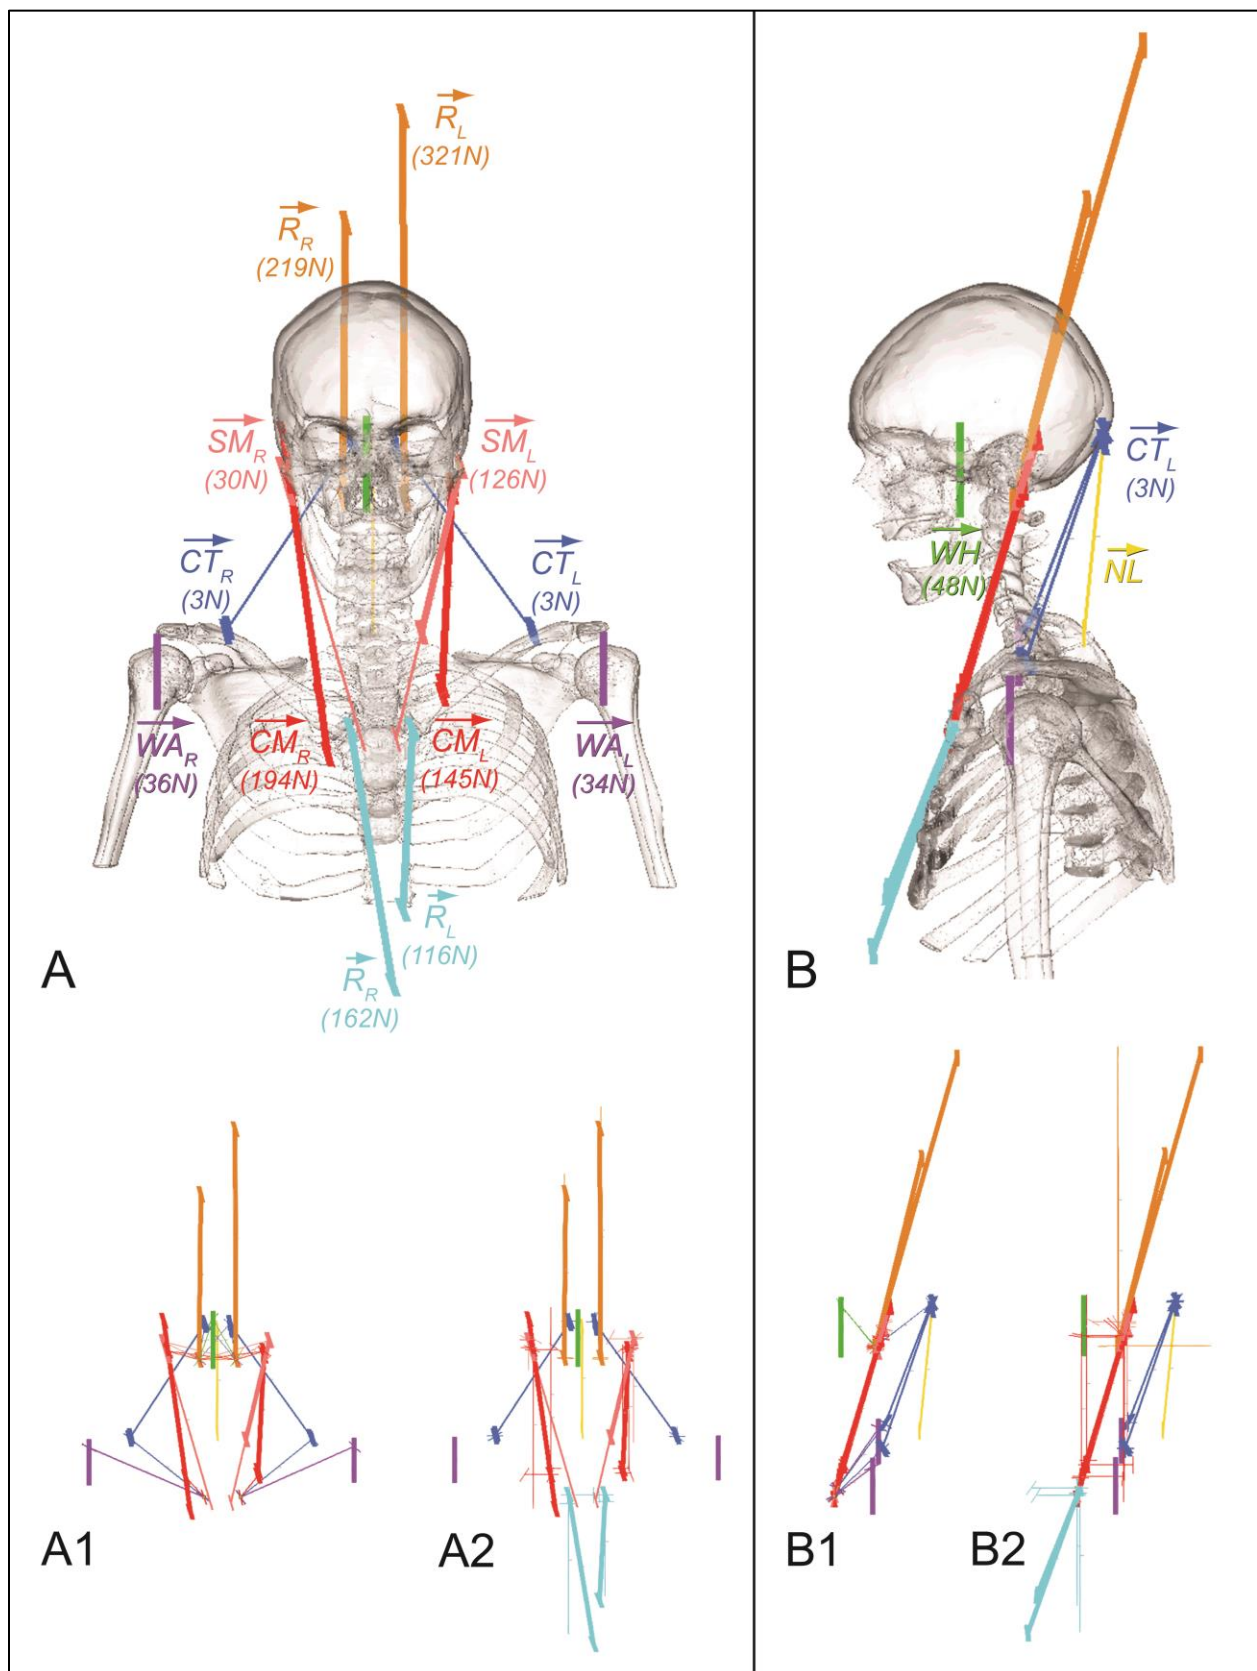 R_L
(321N)
R_R
(219N)
SM_R
(30N)
SM_L
(126N)
CT_R
(3N)
CT_L
(3N)
WA_R
(36N)
CM_R
(194N)
CM_L
(145N)
WA_L
(34N)
R_L
(116N)
R_R
(162N)
A
CT_L
(3N)
WH
(48N)
NL
B
A1
A2
B1
B2